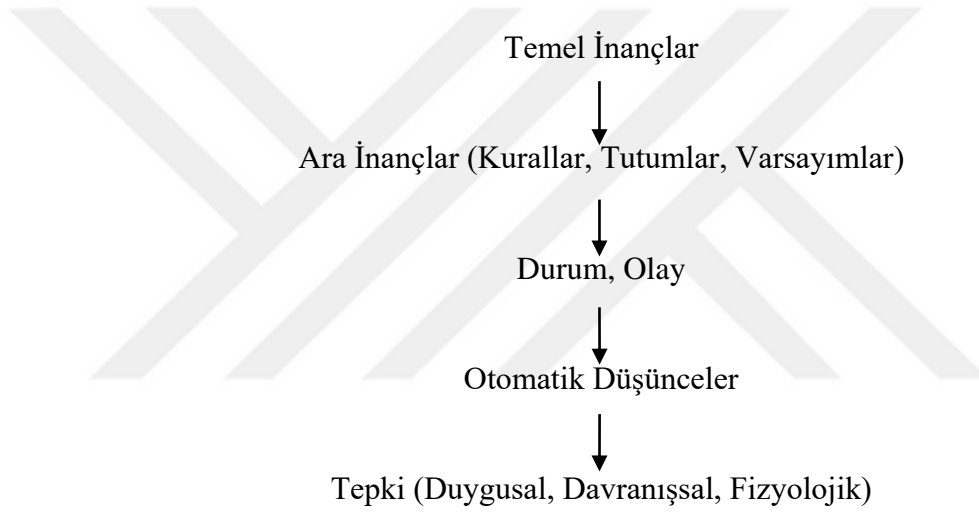 Temel İnançlar
Ara İnançlar (Kurallar, Tutumlar, Varsayımlar)
Durum, Olay
Otomatik Düşünceler
Tepki (Duygusal, Davranışsal, Fizyolojik)